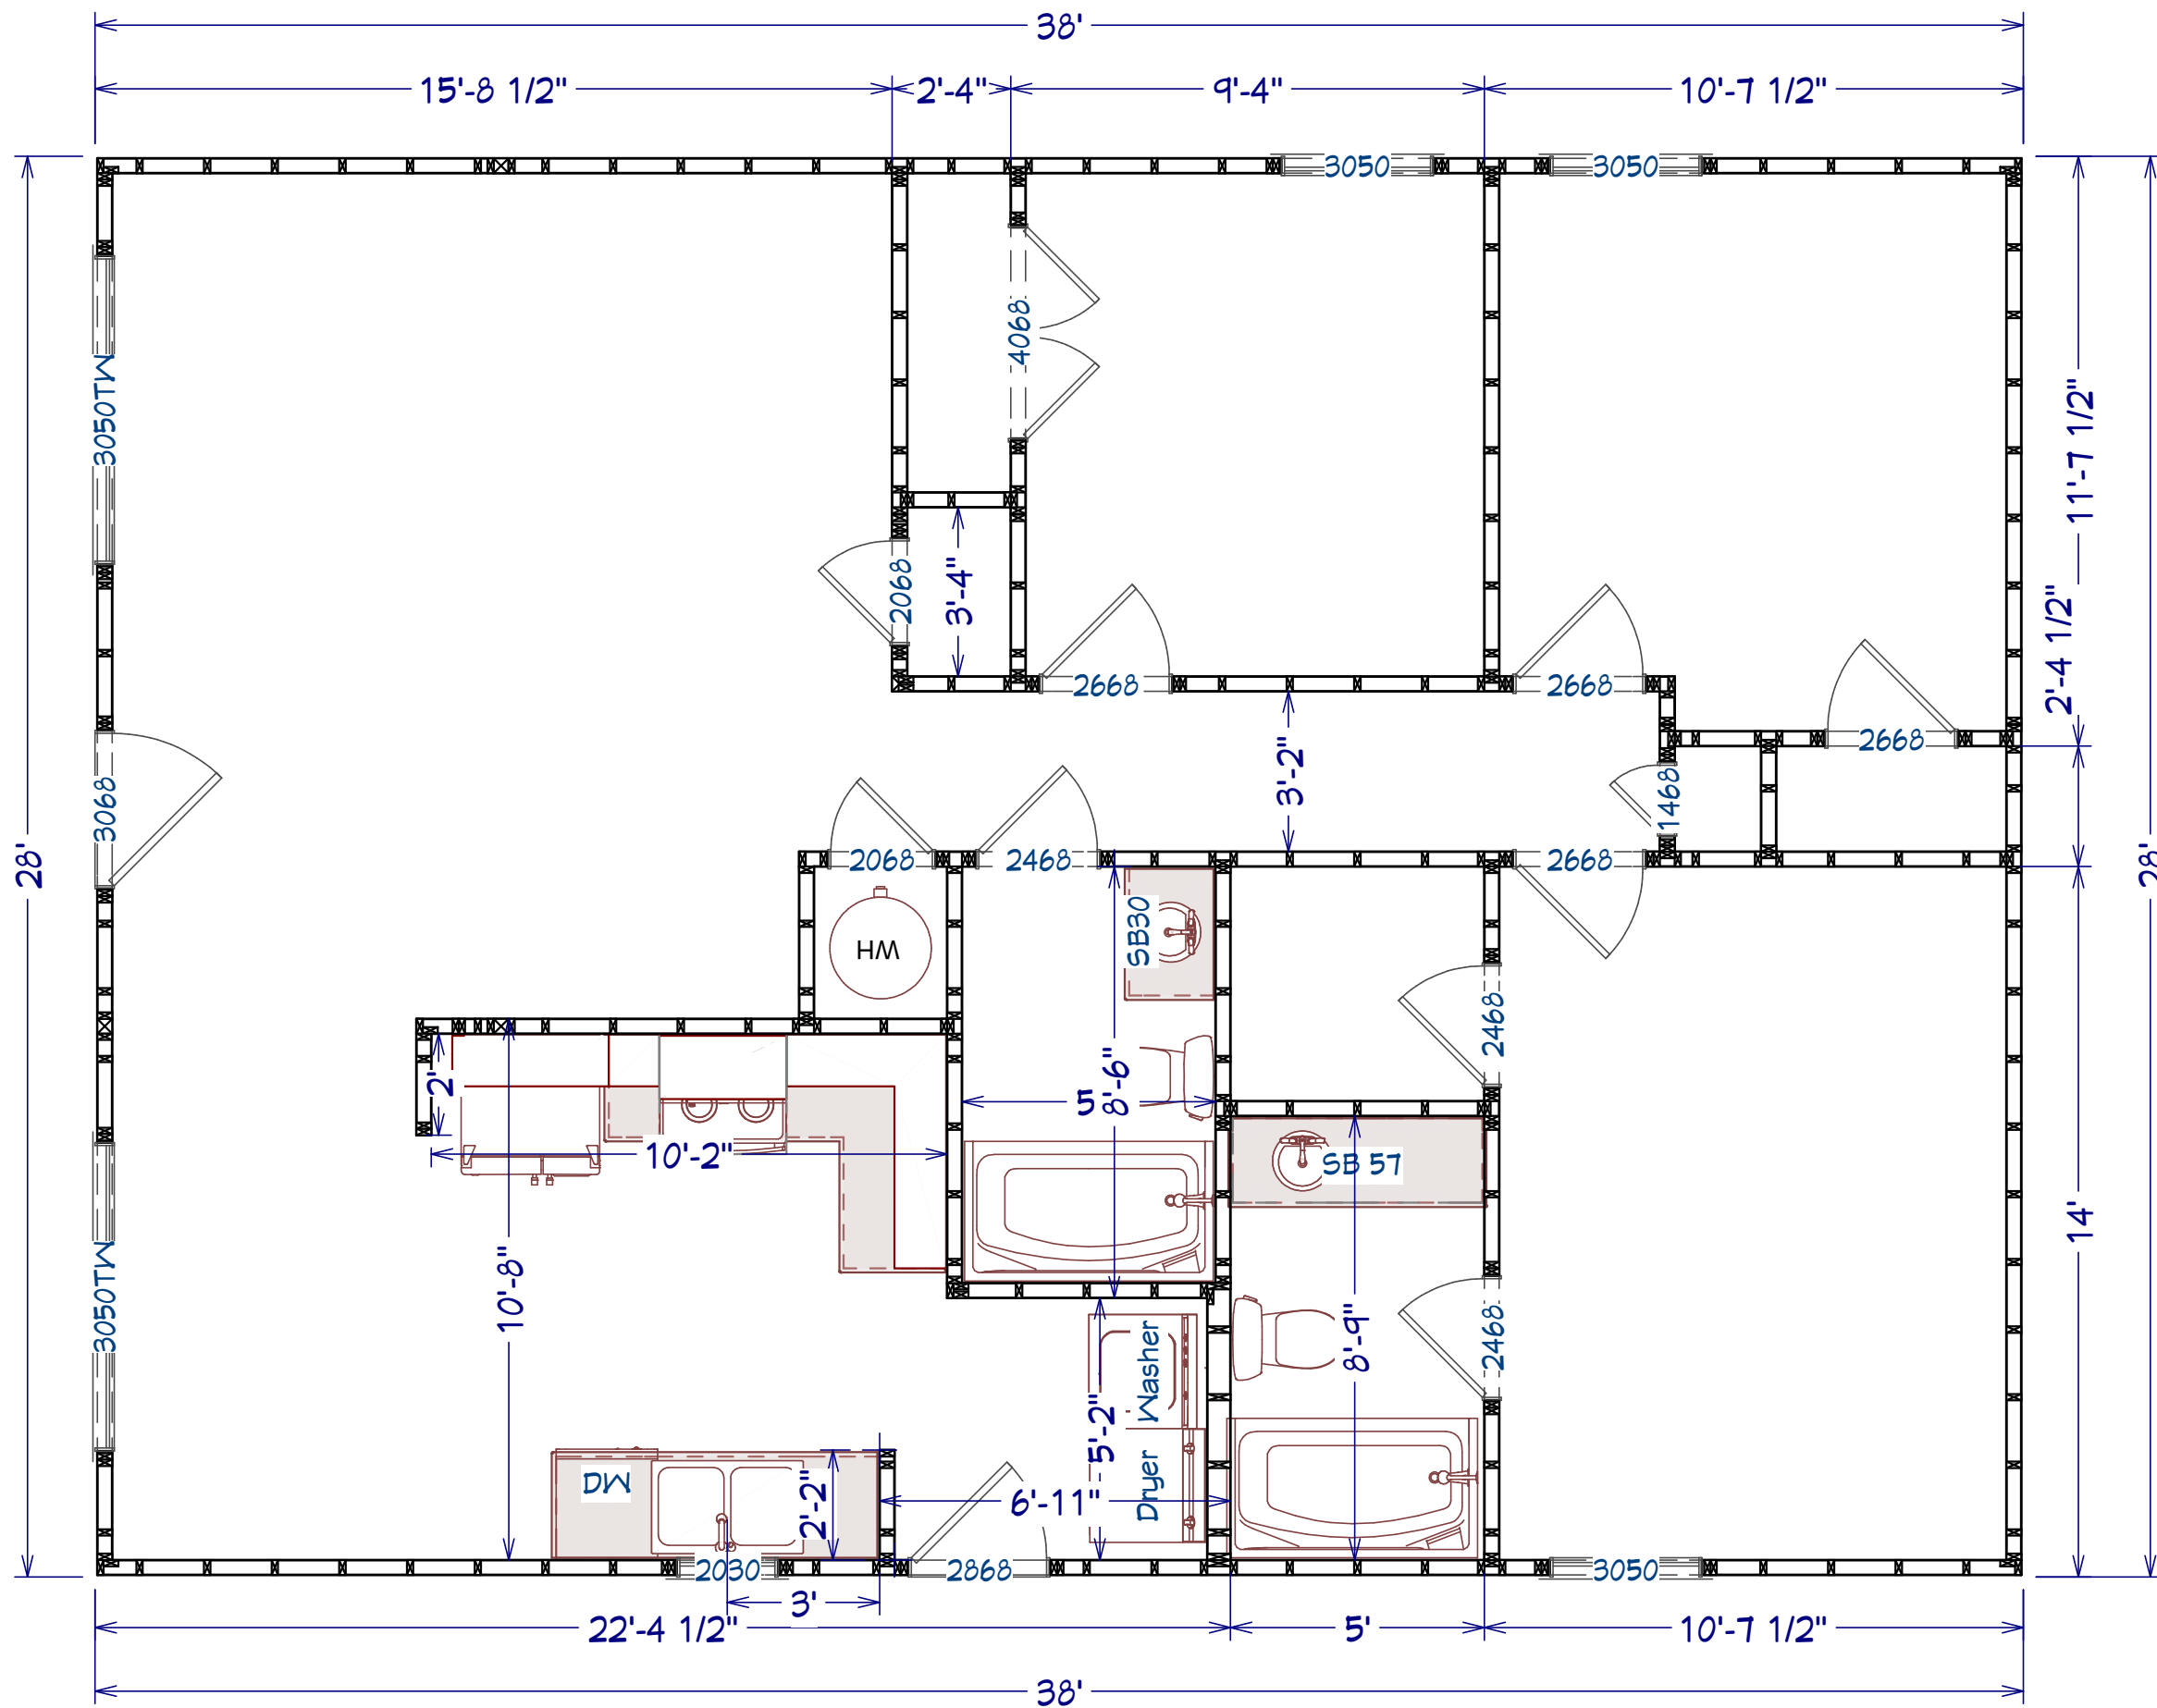 38'
15'-8 1/2" 2'-4" 9'-4" 10'-7 1/2"
3050 3050
3050TW
4068
11'-7 1/2"
2068
3'-4"
2'-4 1/2"
2668 2668
2668
3'-2"
3068
1468
28'
28'
2068 2468 2668
SB30
WH
2468
2'
5'
8'-6"
10'-2"
SB 57
14'
10'-8"
3050TW
8'-9"
2468
Washer
5'-2"
Dryer
DW
2'-2"
6'-11"
2030 2868 3050
3'
22'-4 1/2" 5' 10'-7 1/2"
38'